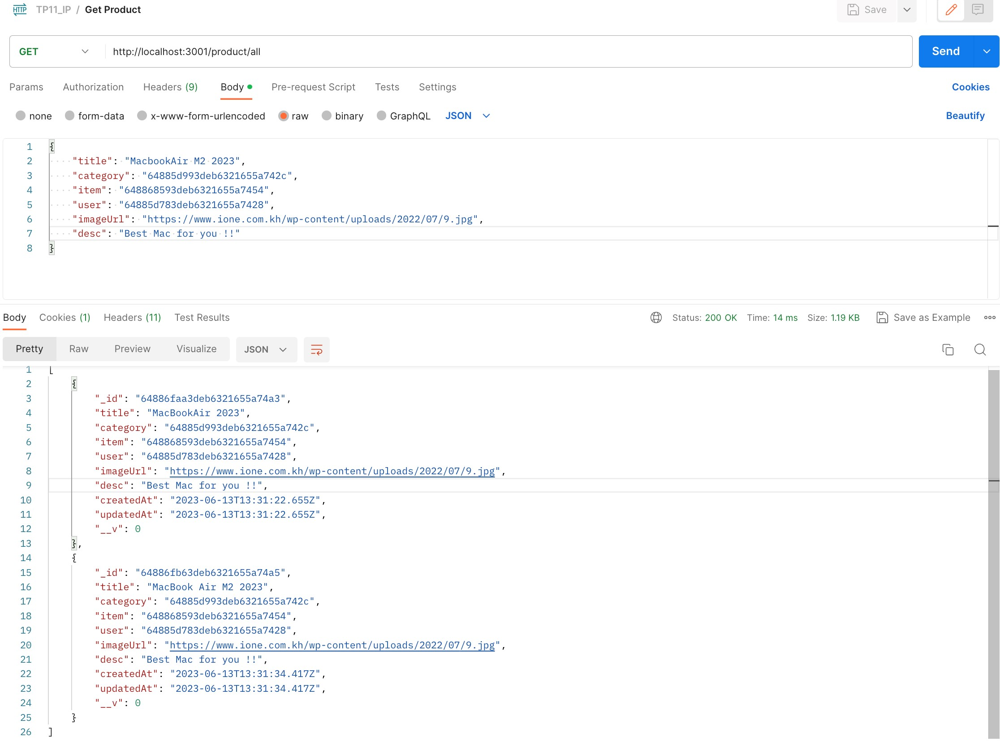 HTTP TP11_IP / Get Product Save
GET http://localhost:3001/product/all Send
Params Authorization Headers (9) Body Pre-request Script Tests Settings Cookies
none form-data x-www-form-urlencoded raw binary GraphQL JSON Beautify
1 {
2 "title": "MacbookAir M2 2023",
3 "category": "64885d993deb6321655a742c",
4 "item": "648868593deb6321655a7454",
5 "user": "64885d783deb6321655a7428",
6 "imageUrl": "https://www.ione.com.kh/wp-content/uploads/2022/07/9.jpg",
7 "desc": "Best Mac for you !!"
8 }
Body Cookies (1) Headers (11) Test Results Status: 200 OK Time: 14 ms Size: 1.19 KB Save as Example
Pretty Raw Preview Visualize JSON
1 [
2 {
3 "_id": "64886faa3deb6321655a74a3",
4 "title": "MacBookAir 2023",
5 "category": "64885d993deb6321655a742c",
6 "item": "648868593deb6321655a7454",
7 "user": "64885d783deb6321655a7428",
8 "imageUrl": "https://www.ione.com.kh/wp-content/uploads/2022/07/9.jpg",
9 "desc": "Best Mac for you !!",
10 "createdAt": "2023-06-13T13:31:22.655Z",
11 "updatedAt": "2023-06-13T13:31:22.655Z",
12 "__v": 0
13 },
14 {
15 "_id": "64886fb63deb6321655a74a5",
16 "title": "MacBook Air M2 2023",
17 "category": "64885d993deb6321655a742c",
18 "item": "648868593deb6321655a7454",
19 "user": "64885d783deb6321655a7428",
20 "imageUrl": "https://www.ione.com.kh/wp-content/uploads/2022/07/9.jpg",
21 "desc": "Best Mac for you !!",
22 "createdAt": "2023-06-13T13:31:34.417Z",
23 "updatedAt": "2023-06-13T13:31:34.417Z",
24 "__v": 0
25 }
26 ]